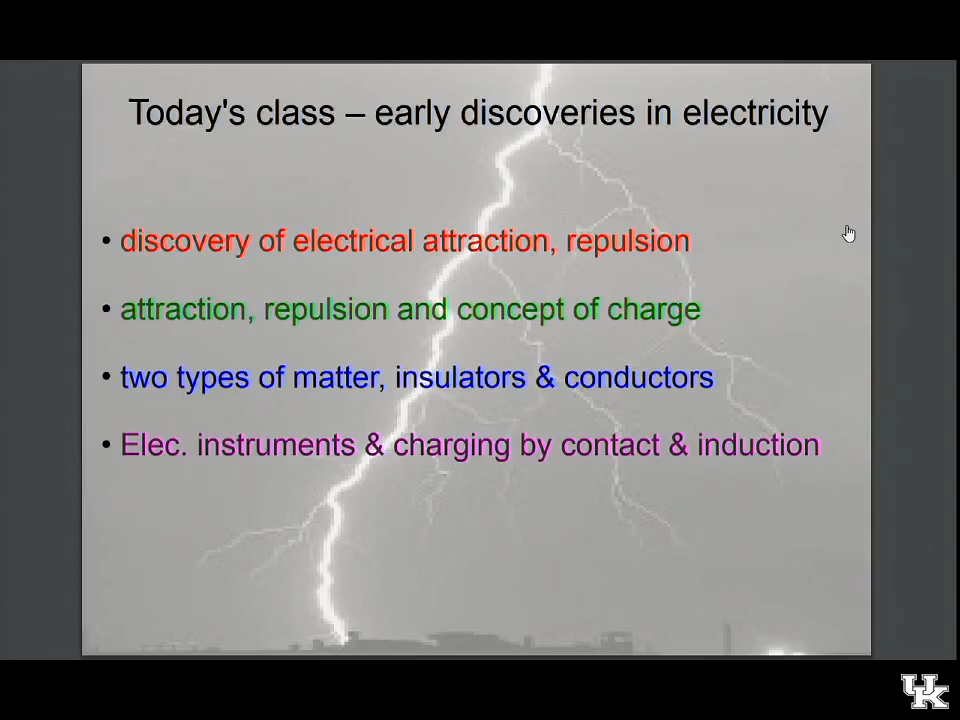 Today's class – early discoveries in electricity
• discovery of electrical attraction, repulsion
• attraction, repulsion and concept of charge
• two types of matter, insulators & conductors
• Elec. instruments & charging by contact & induction
UK